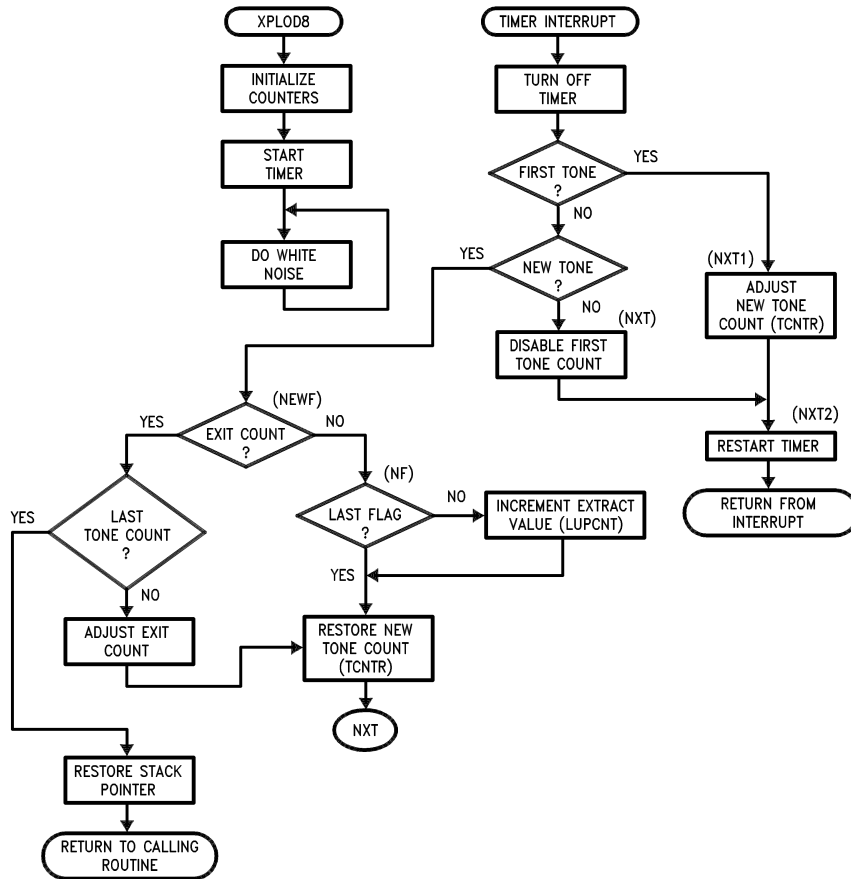 XPLOD8
INITIALIZE
COUNTERS
START
TIMER
DO WHITE
NOISE
TIMER INTERRUPT
TURN OFF
TIMER
FIRST TONE
?
YES
NO
NEW TONE
?
YES
NO
(NXT)
DISABLE FIRST
TONE COUNT
(NXT1)
ADJUST
NEW TONE
COUNT (TCNTR)
(NXT2)
RESTART TIMER
RETURN FROM
INTERRUPT
(NEWF)
EXIT COUNT
?
YES
NO
LAST
TONE COUNT
?
YES
NO
ADJUST EXIT
COUNT
(NF)
LAST FLAG
?
NO
YES
INCREMENT EXTRACT
VALUE (LUPCNT)
RESTORE NEW
TONE COUNT
(TCNTR)
NXT
RESTORE STACK
POINTER
RETURN TO CALLING
ROUTINE